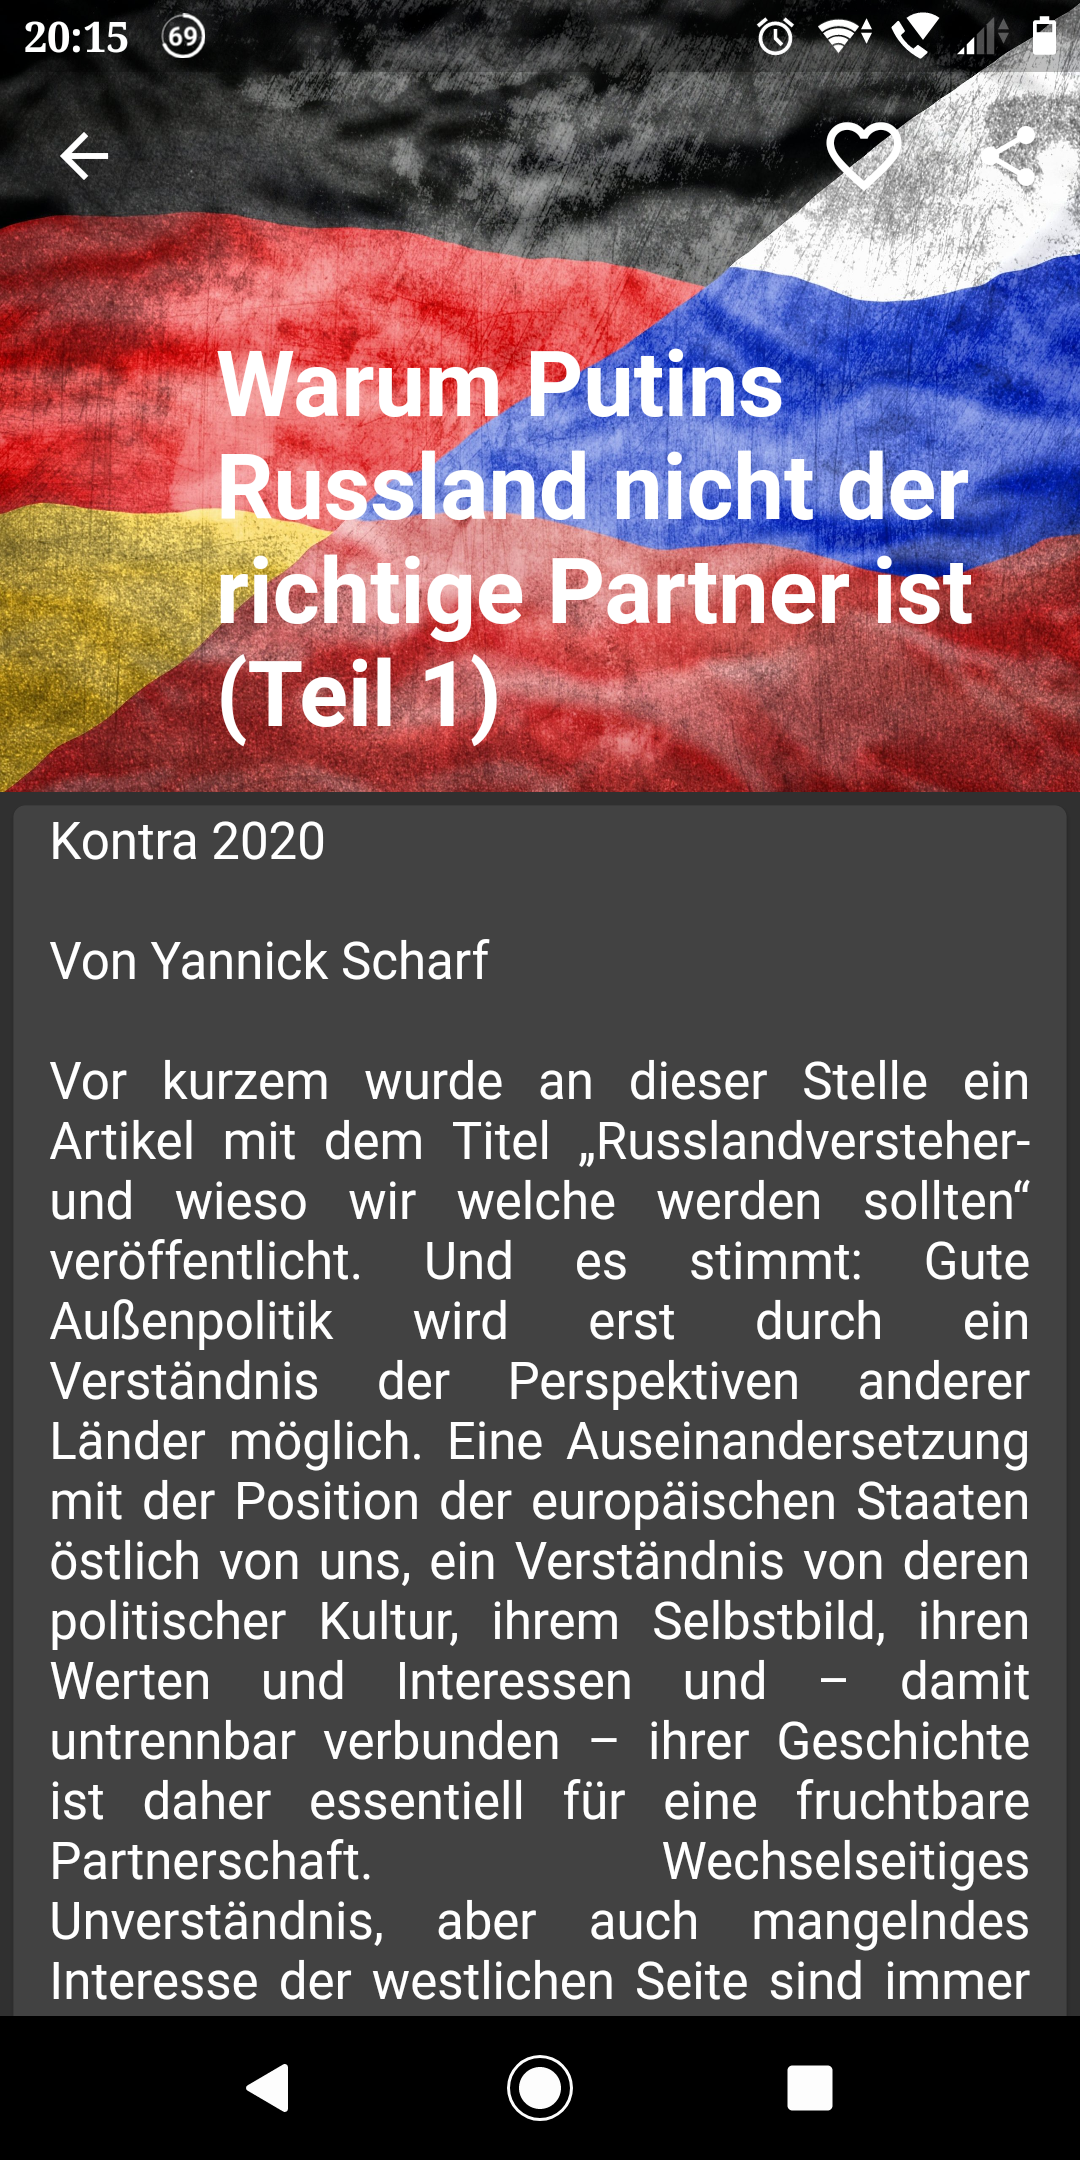 20:15
69
Warum Putins
Russland nicht der
richtige Partner ist
(Teil 1)
Kontra 2020
Von Yannick Scharf
Vor kurzem wurde an dieser Stelle ein
Artikel mit dem Titel „Russlandversteher-
und wieso wir welche werden sollten“
veröffentlicht. Und es stimmt: Gute
Außenpolitik wird erst durch ein
Verständnis der Perspektiven anderer
Länder möglich. Eine Auseinandersetzung
mit der Position der europäischen Staaten
östlich von uns, ein Verständnis von deren
politischer Kultur, ihrem Selbstbild, ihren
Werten und Interessen und – damit
untrennbar verbunden – ihrer Geschichte
ist daher essentiell für eine fruchtbare
Partnerschaft. Wechselseitiges
Unverständnis, aber auch mangelndes
Interesse der westlichen Seite sind immer